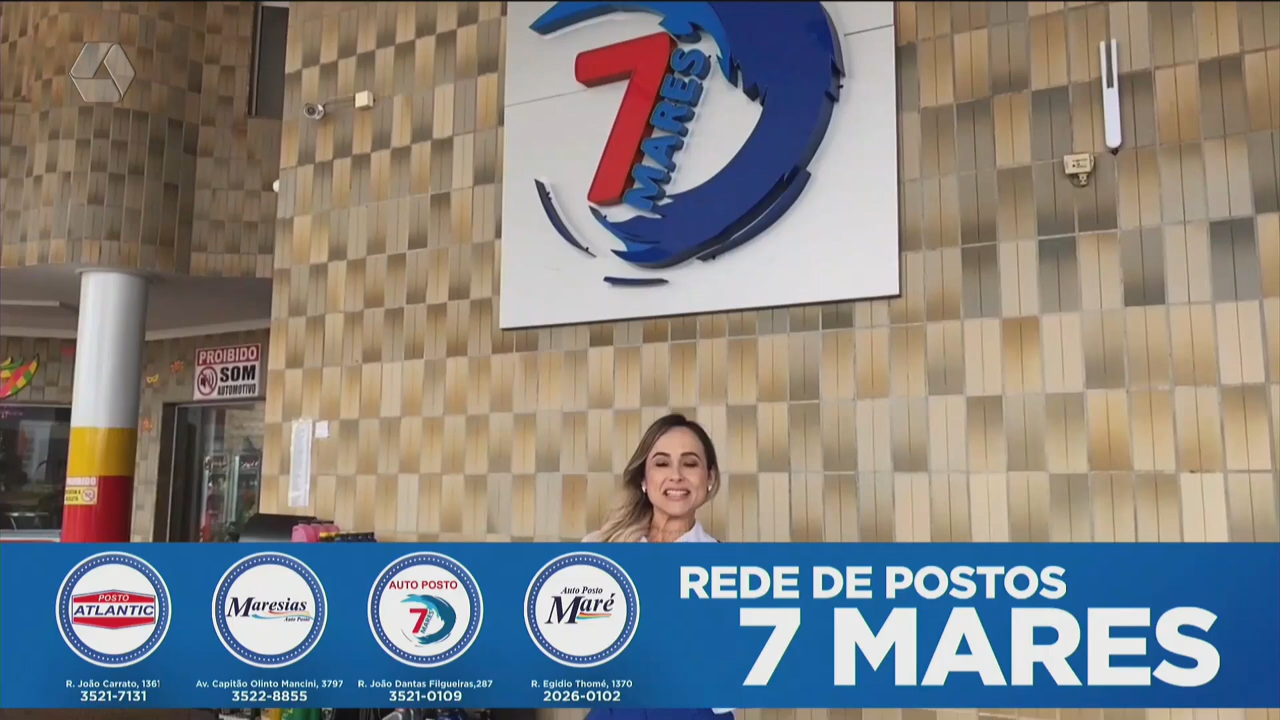 7
MARES
PROIBIDO
SOM
AUTOMOTIVO
POSTO
ATLANTIC
R. João Carrato, 1361
3521-7131
Maresias
Auto Posto
Av. Capitão Olinto Mancini, 3797
3522-8855
AUTO POSTO
7
MARES
R. João Dantas Filgueiras,287
3521-0109
Auto Posto
Maré
R. Egidio Thomé, 1370
2026-0102
REDE DE POSTOS
7 MARES